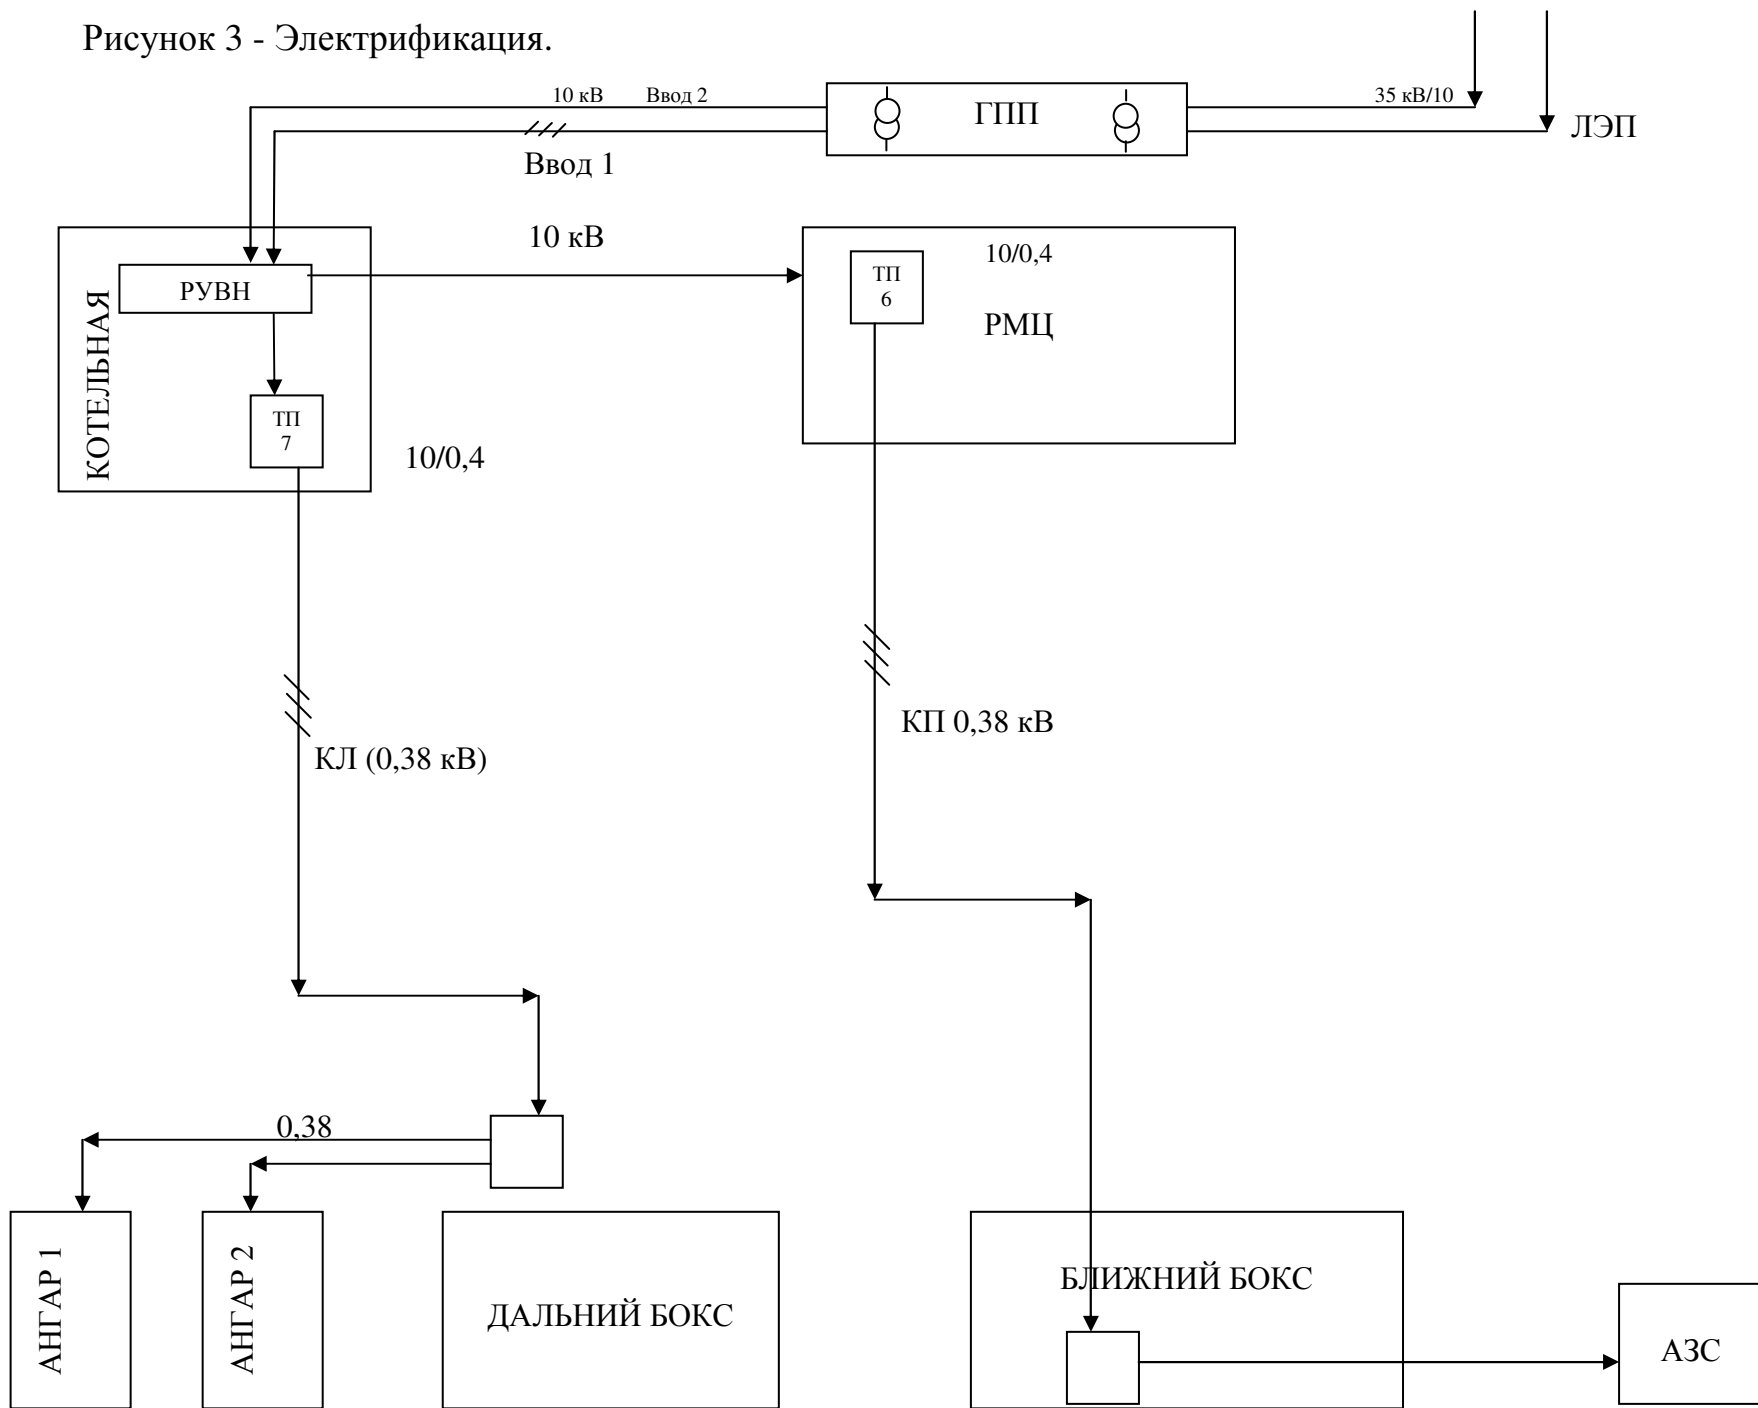 Рисунок 3 - Электрификация.
10 кВ
Ввод 2
ГПП
35 кВ/10
ЛЭП
Ввод 1
10 кВ
КОТЕЛЬНАЯ
РУВН
ТП
7
10/0,4
ТП
6
10/0,4
РМЦ
КЛ (0,38 кВ)
КП 0,38 кВ
0,38
АНГАР 1
АНГАР 2
ДАЛЬНИЙ БОКС
БЛИЖНИЙ БОКС
АЗС